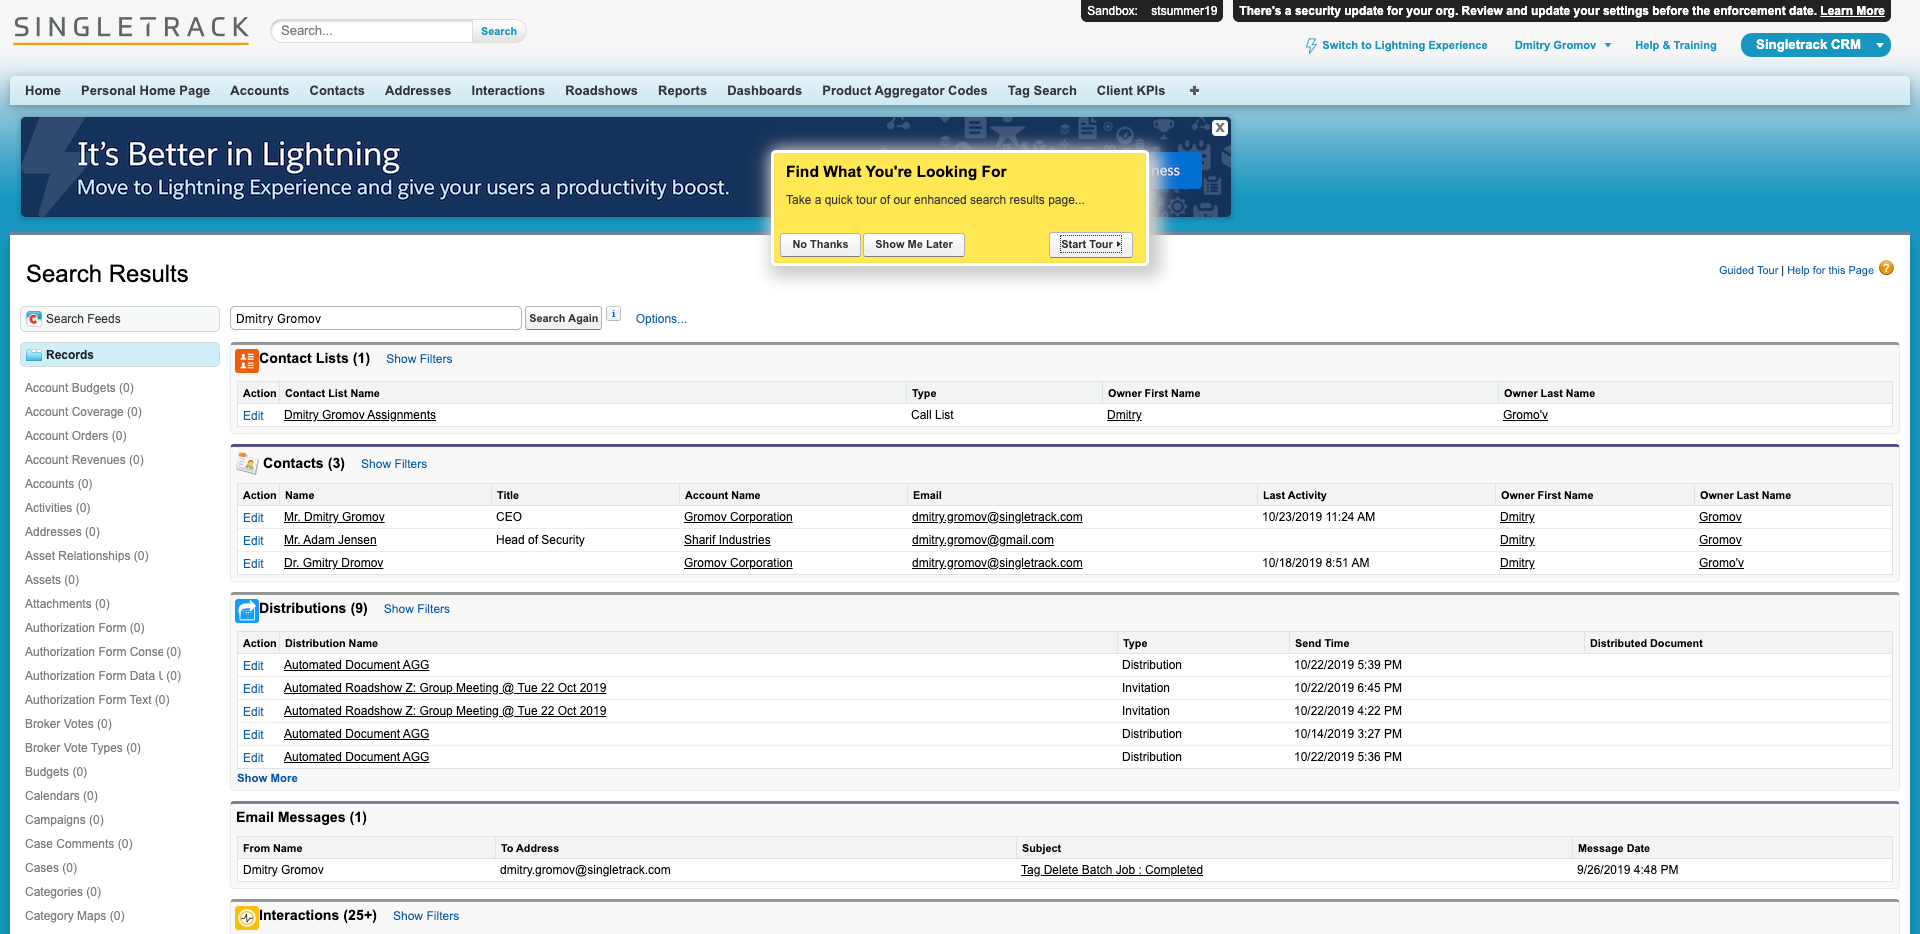 Sandbox: stsummer19
There's a security update for your org. Review and update your settings before the enforcement date. Learn More
SINGLETRACK
Search...
Search
Switch to Lightning Experience
Dmitry Gromov
Help & Training
Singletrack CRM
Home Personal Home Page Accounts Contacts Addresses Interactions Roadshows Reports Dashboards Product Aggregator Codes Tag Search Client KPIs +
It's Better in Lightning
Move to Lightning Experience and give your users a productivity boost.
X
Find What You're Looking For
Take a quick tour of our enhanced search results page...
No Thanks
Show Me Later
Start Tour
Search Results
Guided Tour | Help for this Page ?
Search Feeds
Records
Account Budgets (0)
Account Coverage (0)
Account Orders (0)
Account Revenues (0)
Accounts (0)
Activities (0)
Addresses (0)
Asset Relationships (0)
Assets (0)
Attachments (0)
Authorization Form (0)
Authorization Form Conse (0)
Authorization Form Data (0)
Authorization Form Text (0)
Broker Votes (0)
Broker Vote Types (0)
Budgets (0)
Calendars (0)
Campaigns (0)
Case Comments (0)
Cases (0)
Categories (0)
Category Maps (0)
Dmitry Gromov
Search Again
i
Options...
Contact Lists (1) Show Filters
Action Contact List Name Type Owner First Name Owner Last Name
Edit Dmitry Gromov Assignments Call List Dmitry Gromo'v
Contacts (3) Show Filters
Action Name Title Account Name Email Last Activity Owner First Name Owner Last Name
Edit Mr. Dmitry Gromov CEO Gromov Corporation dmitry.gromov@singletrack.com 10/23/2019 11:24 AM Dmitry Gromov
Edit Mr. Adam Jensen Head of Security Sharif Industries dmitry.gromov@gmail.com Dmitry Gromov
Edit Dr. Gmitry Dromov Gromov Corporation dmitry.gromov@singletrack.com 10/18/2019 8:51 AM Dmitry Gromo'v
Distributions (9) Show Filters
Action Distribution Name Type Send Time Distributed Document
Edit Automated Document AGG Distribution 10/22/2019 5:39 PM
Edit Automated Roadshow Z: Group Meeting @ Tue 22 Oct 2019 Invitation 10/22/2019 6:45 PM
Edit Automated Roadshow Z: Group Meeting @ Tue 22 Oct 2019 Invitation 10/22/2019 4:22 PM
Edit Automated Document AGG Distribution 10/14/2019 3:27 PM
Edit Automated Document AGG Distribution 10/22/2019 5:36 PM
Show More
Email Messages (1)
From Name To Address Subject Message Date
Dmitry Gromov dmitry.gromov@singletrack.com Tag Delete Batch Job : Completed 9/26/2019 4:48 PM
Interactions (25+) Show Filters